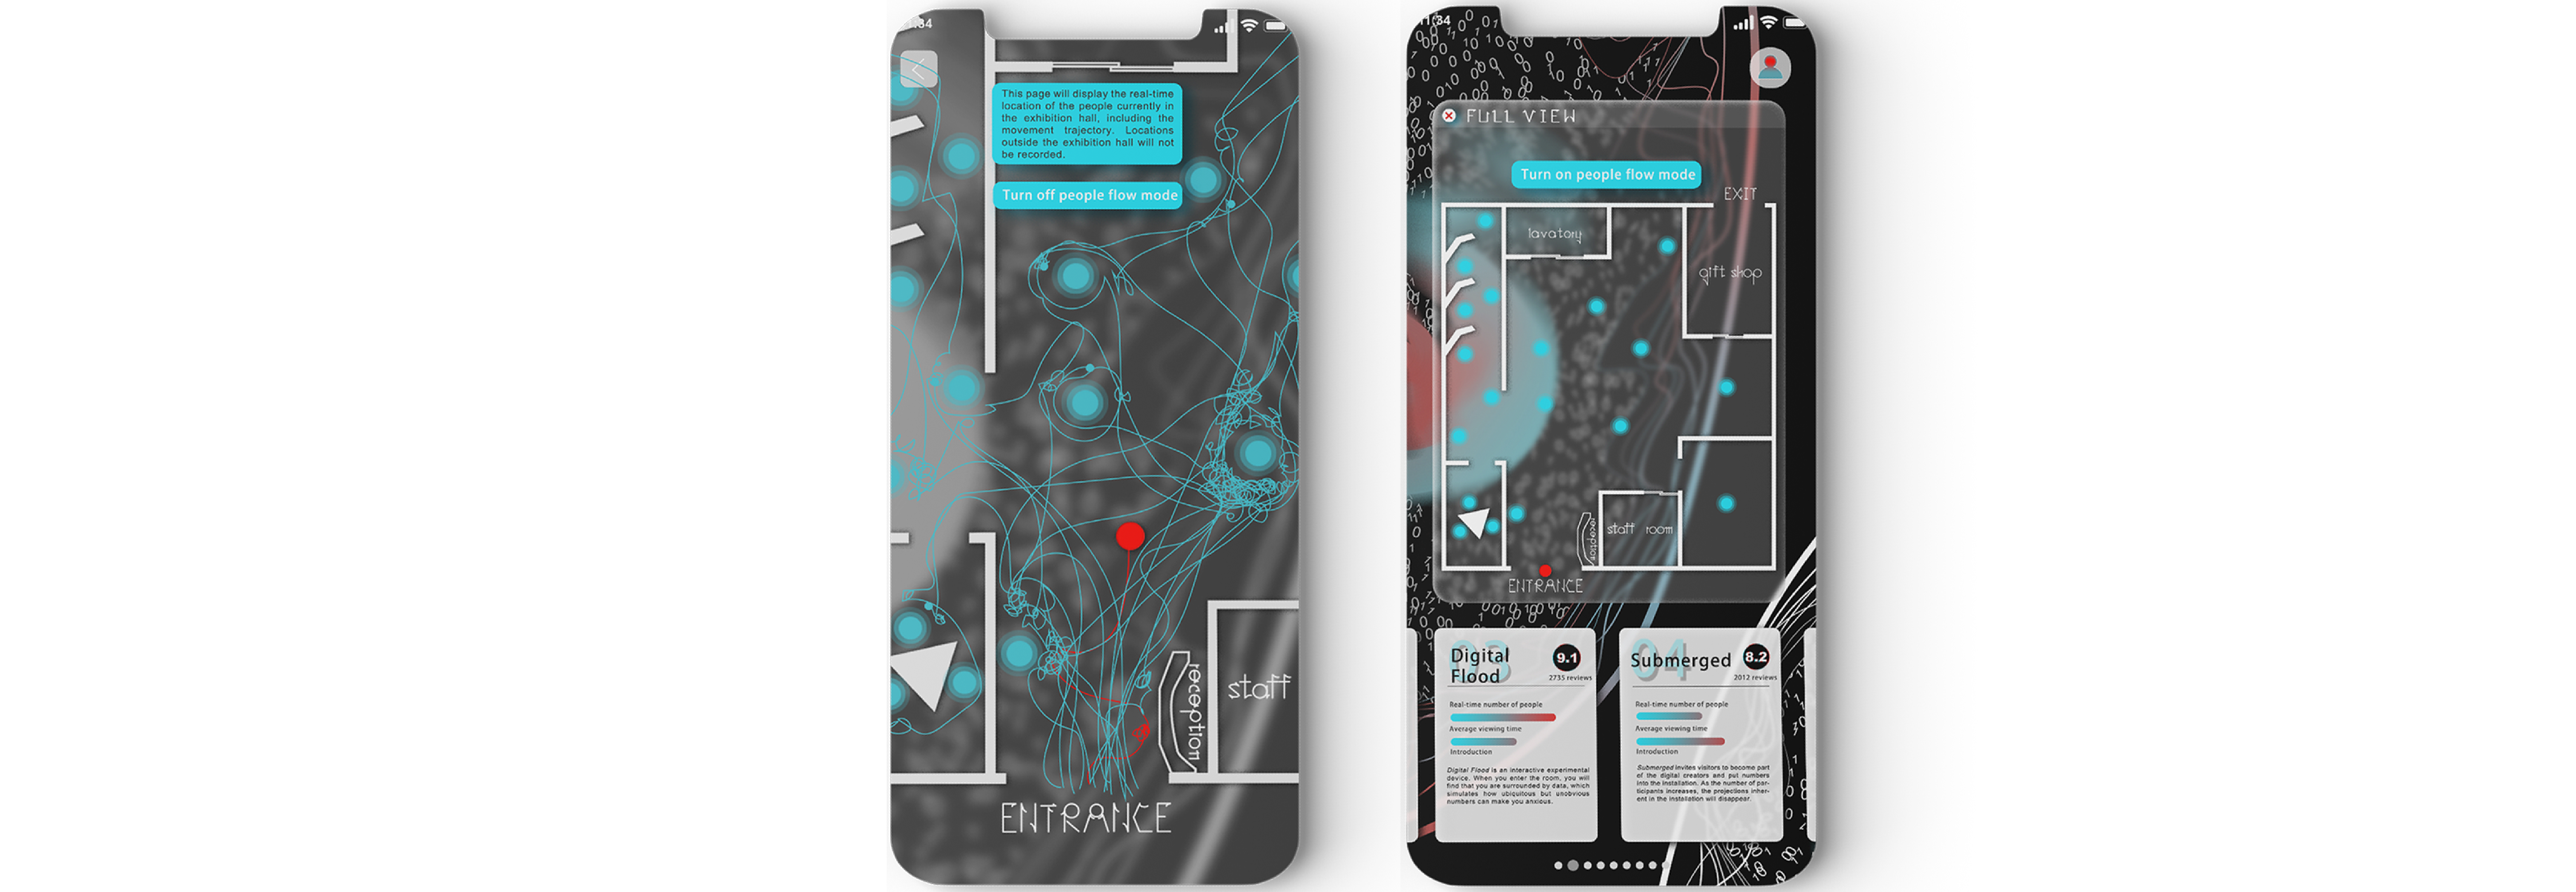 This page will display the real-time
location of the people currently in
the exhibition hall, including the
movement trajectory. Locations
outside the exhibition hall will not
be recorded.
Turn off people flow mode
reception
staff
ENTRANCE
11:34
FULL VIEW
Turn on people flow mode
EXIT
lavatory
gift shop
reception
staff room
ENTRANCE
03
Digital
Flood
9.1
2735 reviews
Real-time number of people
Average viewing time
Introduction
Digital Flood is an interactive experimental
device. When you enter the room, you will
find that you are surrounded by data, which
simulates how ubiquitous but unobvious
numbers can make you anxious.
04
Submerged
8.2
2012 reviews
Real-time number of people
Average viewing time
Introduction
Submerged invites visitors to become part
of the digital creators and put numbers
into the installation. As the number of par-
ticipants increases, the projections inher-
ent in the installation will disappear.